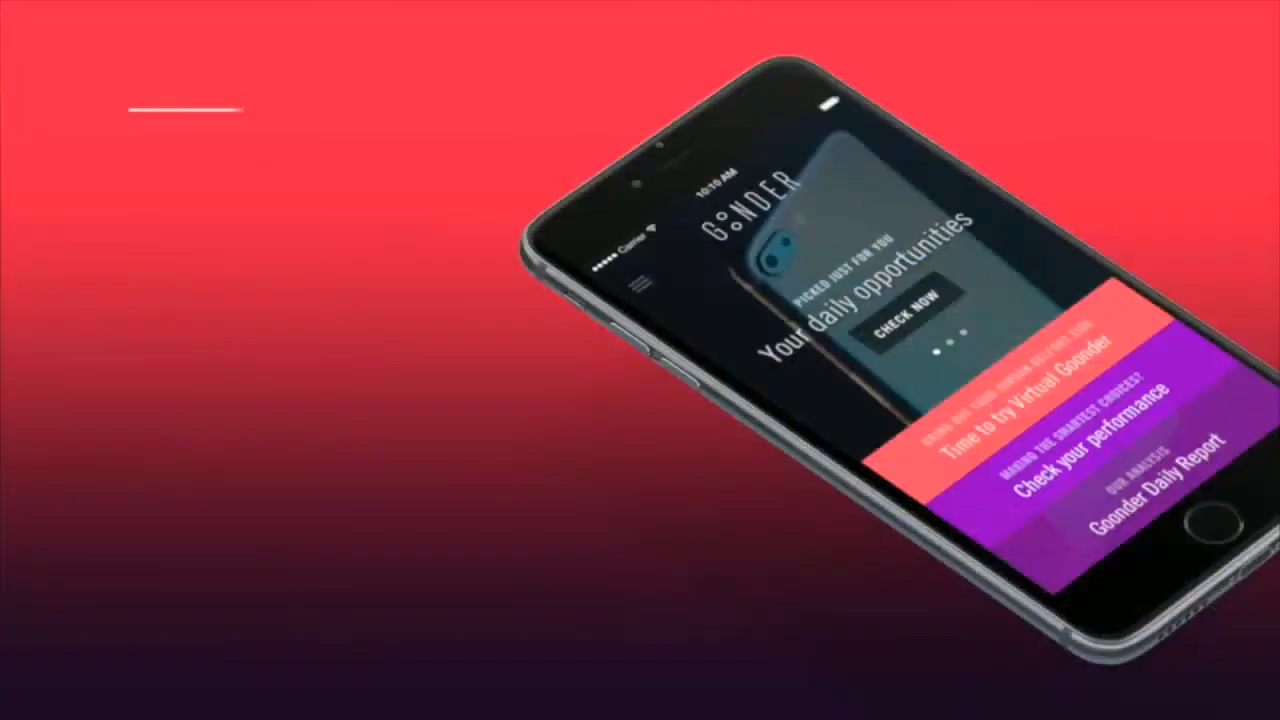 Carrier 10:10 AM
GOONDER
PICKED JUST FOR YOU
Your daily opportunities
CHECK NOW
Time to try Virtual Goonder
MAKING THE SMARTEST CHOICES?
Check your performance
OUR ANALYSIS
Goonder Daily Report